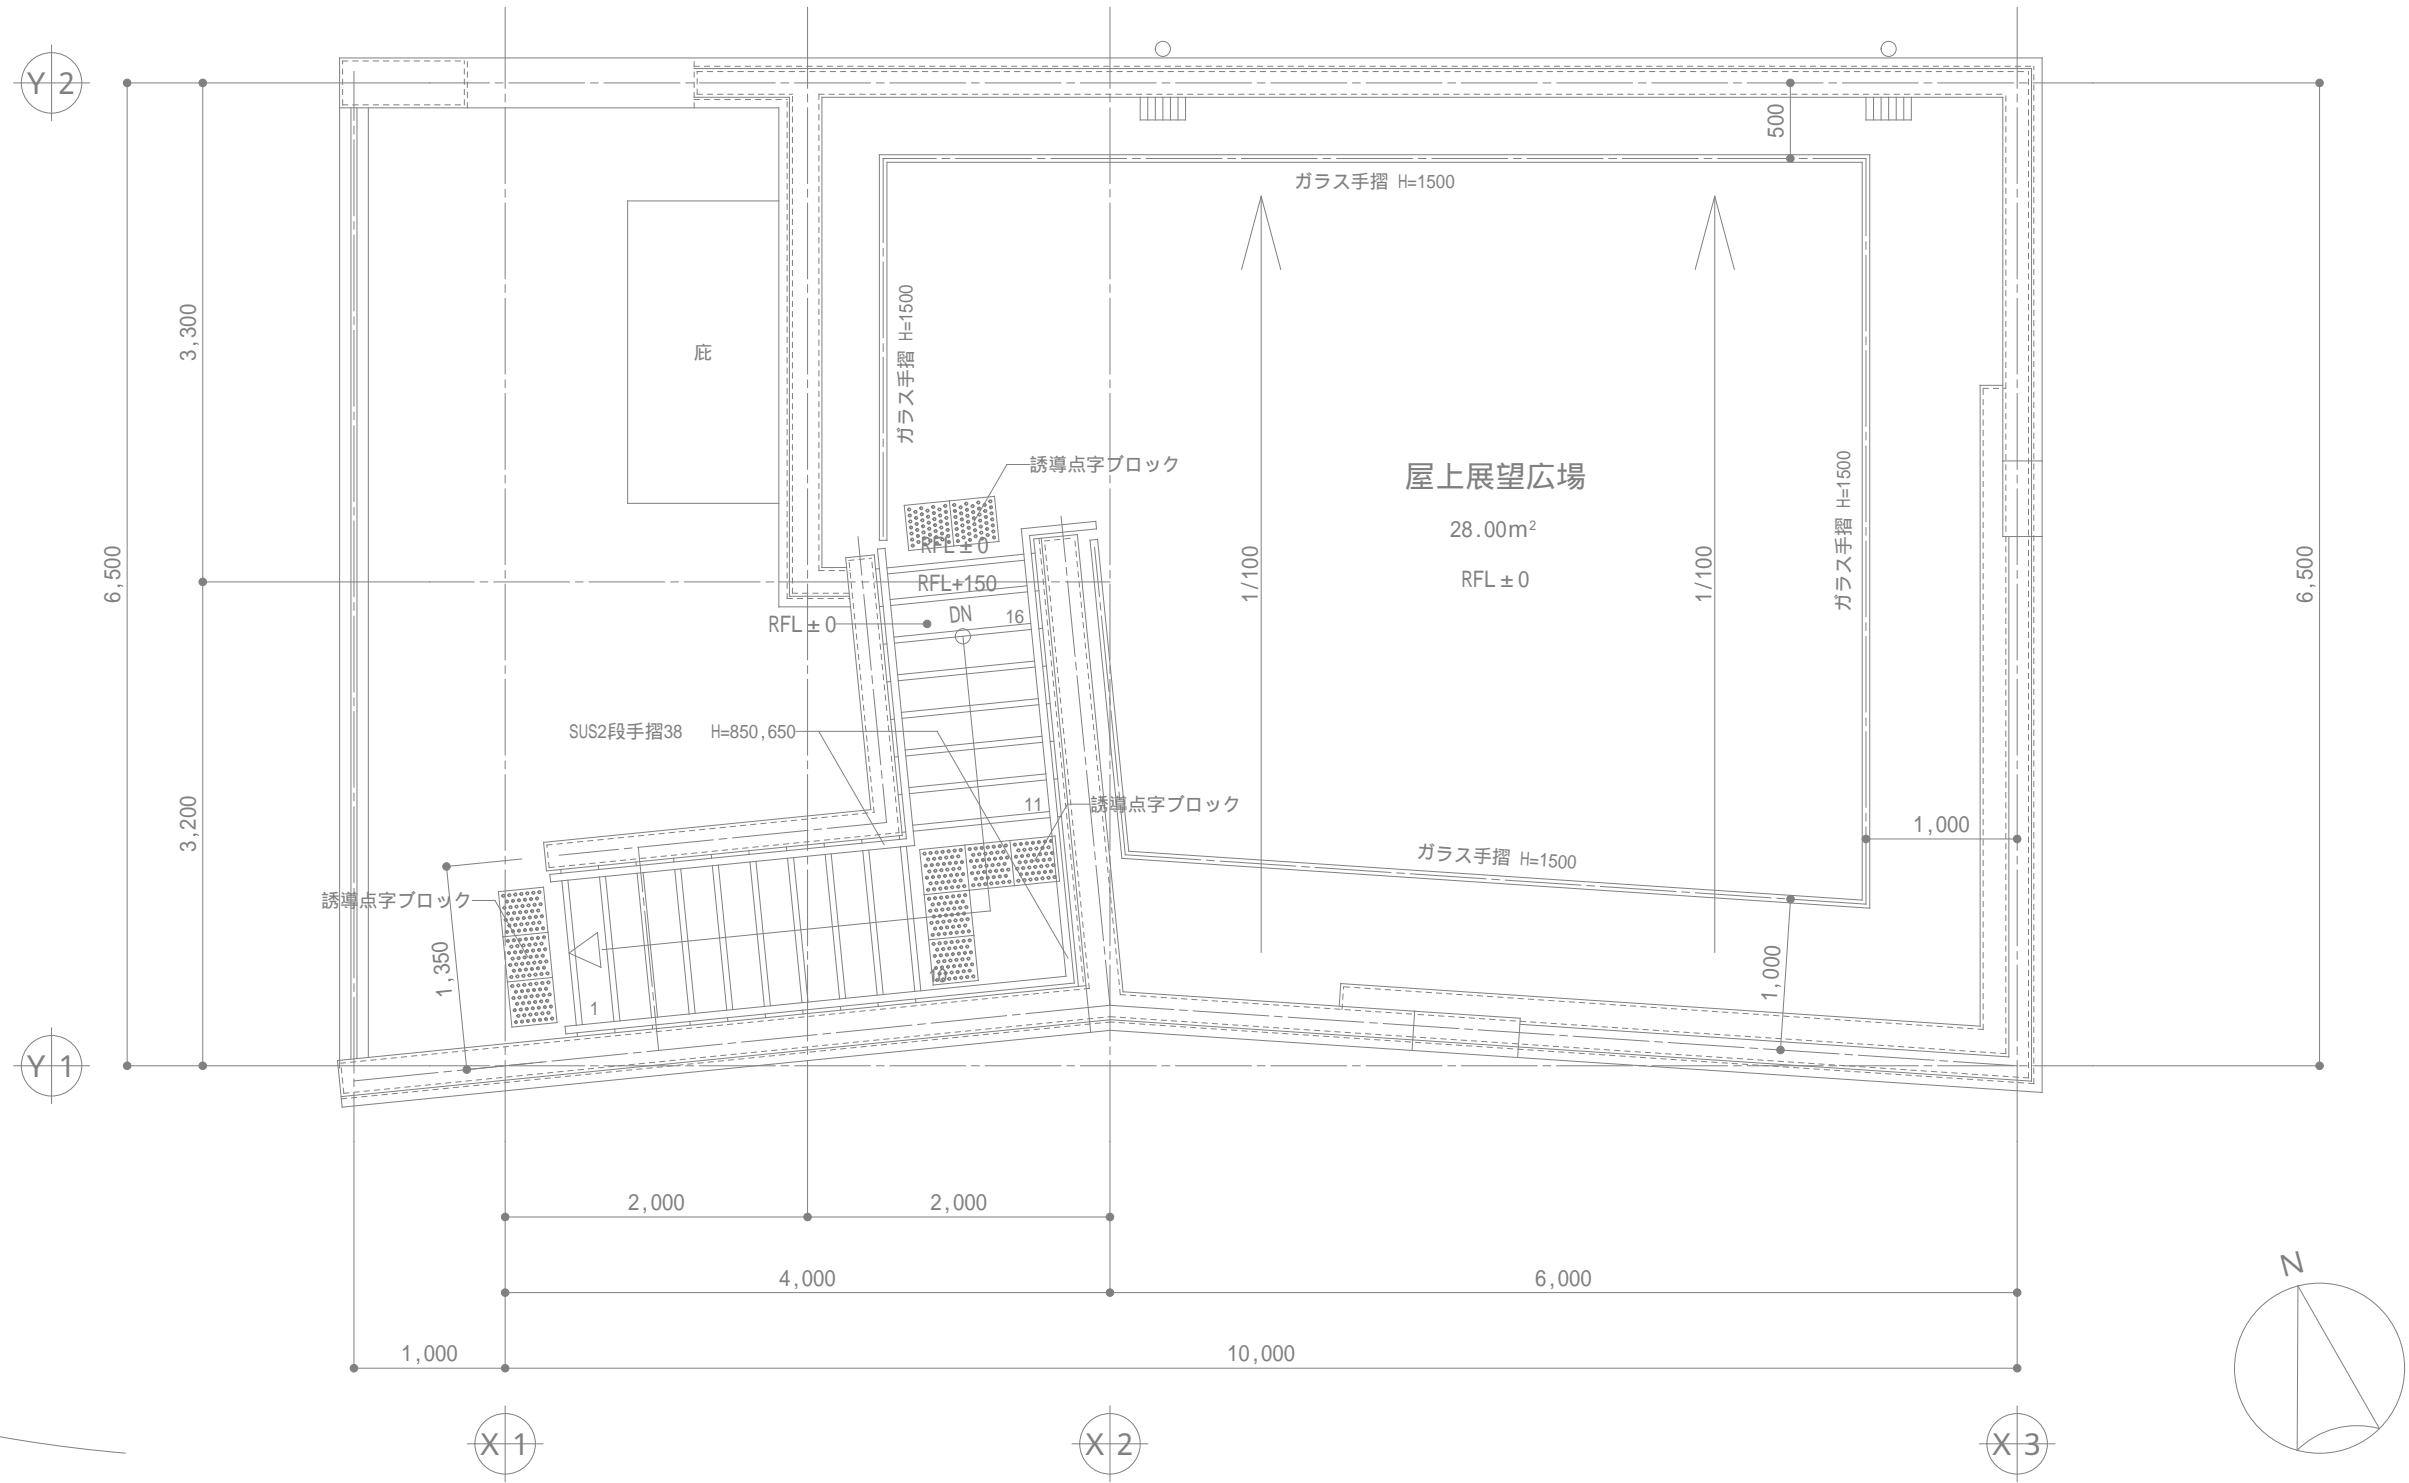 N
Y2
500
ガラス手摺 H=1500
ガラス手摺 H=1500
3,300
庇
誘導点字ブロック
屋上展望広場
28.00m²
RFL±0
ガラス手摺 H=1500
1/100
1/100
6,500
6,500
RFL±0
RFL+150
DN
16
RFL±0
SUS2段手摺38 H=850,650
11
誘導点字ブロック
3,200
1,000
ガラス手摺 H=1500
誘導点字ブロック
1,350
1,000
10
1
Y1
2,000
2,000
4,000
6,000
1,000
10,000
X1
X2
X3